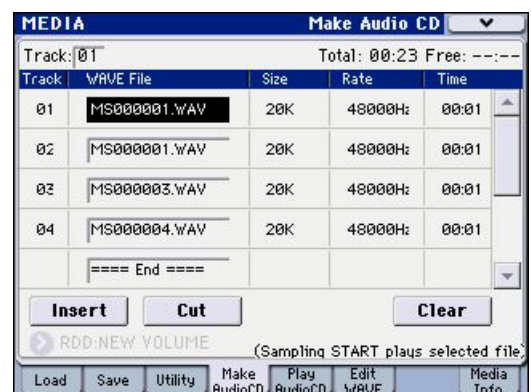 MEDIA Make Audio CD
Track: 01 Total: 00:23 Free: --:--
Track WAVE File Size Rate Time
01 MS000001.WAV 20K 48000Hz 00:01
02 MS000001.WAV 20K 48000Hz 00:01
03 MS000003.WAV 20K 48000Hz 00:01
04 MS000004.WAV 20K 48000Hz 00:01
==== End ====
Insert Cut Clear
RDD:NEW VOLUME
(Sampling START plays selected file)
Load Save Utility Make AudioCD Play AudioCD Edit WAVE Media Info